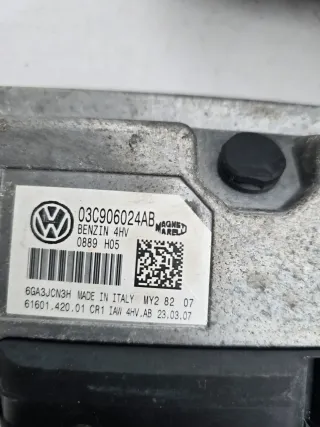 03C906024AB
BENZIN 4HV
0889 H05
MAGNETI MARELLI
6GA3JCN3H MADE IN ITALY MY2 82 07
61601.420.01 CR1 IAW 4HV.AB 23.03.07